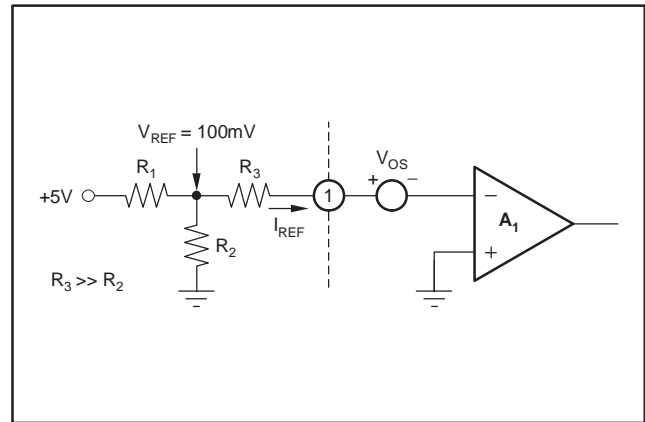 V_REF = 100mV
R_1
R_3
V_OS
+ −
+5V
1
−
A_1
I_REF
+
R_2
R_3 >> R_2